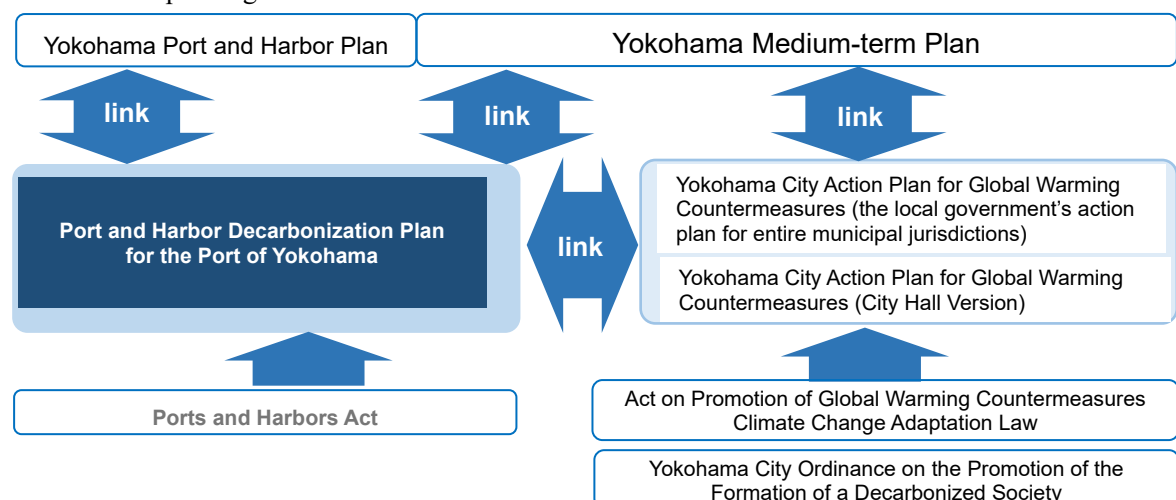 Yokohama Port and Harbor Plan
Yokohama Medium-term Plan
link
link
link
Port and Harbor Decarbonization Plan
for the Port of Yokohama
link
Yokohama City Action Plan for Global Warming
Countermeasures (the local government's action
plan for entire municipal jurisdictions)
Yokohama City Action Plan for Global Warming
Countermeasures (City Hall Version)
Ports and Harbors Act
Act on Promotion of Global Warming Countermeasures
Climate Change Adaptation Law
Yokohama City Ordinance on the Promotion of the
Formation of a Decarbonized Society